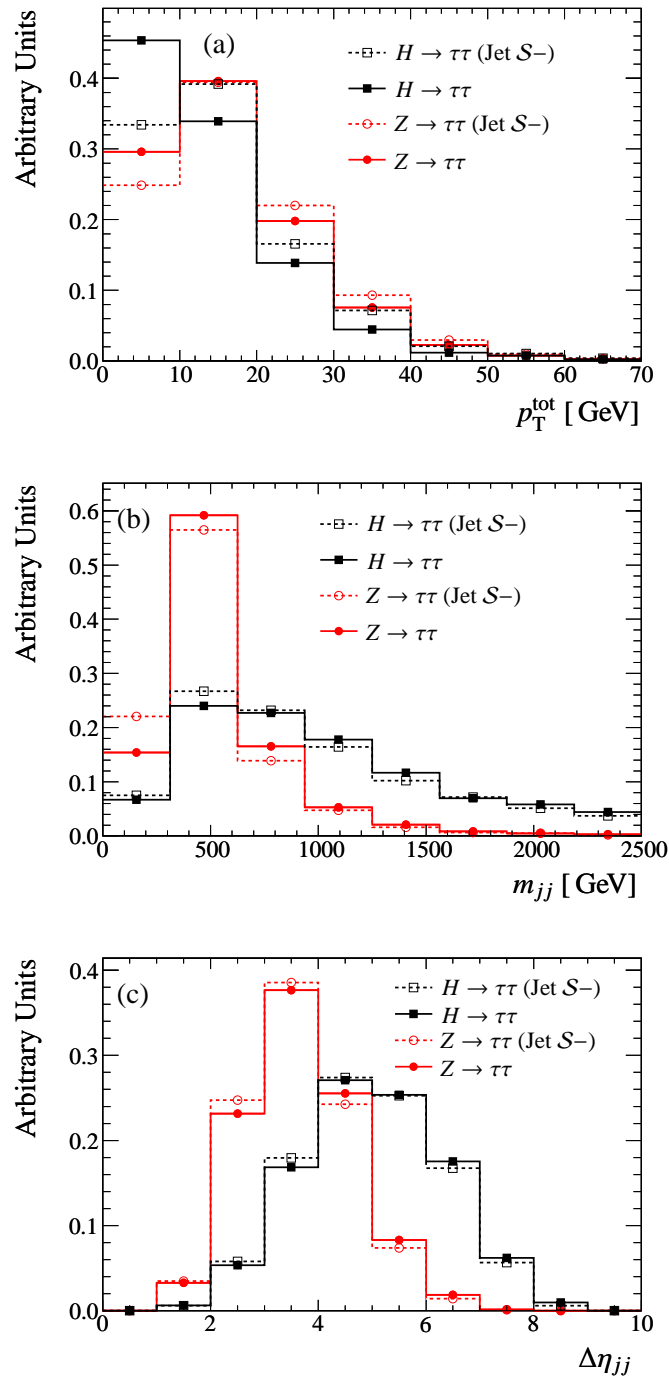 (a)
Arbitrary Units
H → ττ (Jet S−)
H → ττ
Z → ττ (Jet S−)
Z → ττ
0.4
0.3
0.2
0.1
0.0
0 10 20 30 40 50 60 70
p_T^tot [GeV]
(b)
Arbitrary Units
H → ττ (Jet S−)
H → ττ
Z → ττ (Jet S−)
Z → ττ
0.6
0.5
0.4
0.3
0.2
0.1
0.0
0 500 1000 1500 2000 2500
m_jj [GeV]
(c)
Arbitrary Units
H → ττ (Jet S−)
H → ττ
Z → ττ (Jet S−)
Z → ττ
0.4
0.3
0.2
0.1
0.0
0 2 4 6 8 10
Δη_jj